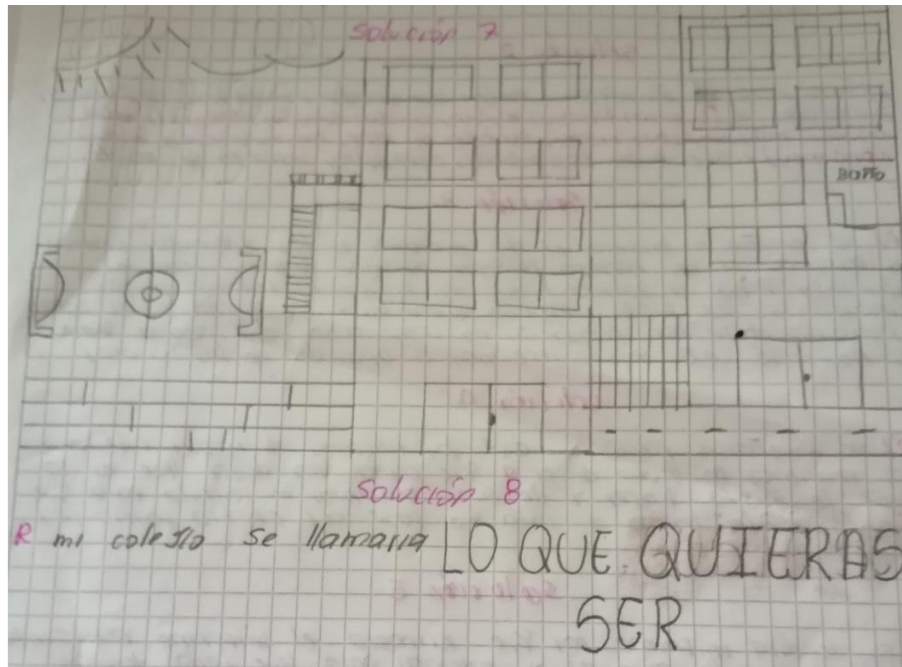 Solución 7
BAÑO
Solución 8
R mi colegio se llamaria LO QUE QUIERAS
SER